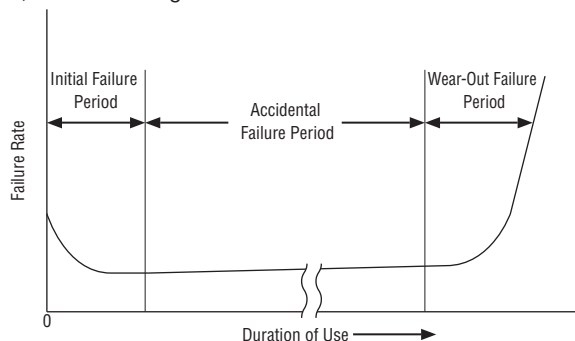 Initial Failure
Period
Accidental
Failure Period
Wear-Out Failure
Period
Failure Rate
0
Duration of Use